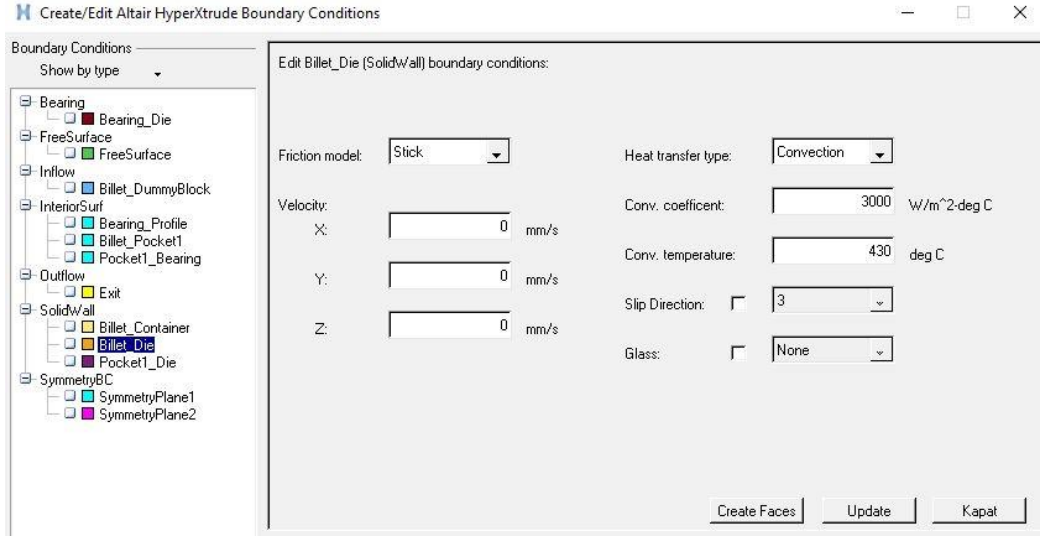 Create/Edit Altair HyperXtrude Boundary Conditions
Boundary Conditions
Show by type
Bearing
Bearing_Die
FreeSurface
FreeSurface
Inflow
Billet_DummyBlock
InteriorSurf
Bearing_Profile
Billet_Pocket1
Pocket1_Bearing
Outflow
Exit
SolidWall
Billet_Container
Billet_Die
Pocket1_Die
SymmetryBC
SymmetryPlane1
SymmetryPlane2
Edit Billet_Die (SolidWall) boundary conditions:
Friction model: Stick
Velocity:
X: 0 mm/s
Y: 0 mm/s
Z: 0 mm/s
Heat transfer type: Convection
Conv. coefficent: 3000 W/m^2-deg C
Conv. temperature: 430 deg C
Slip Direction: 3
Glass: None
Create Faces Update Kapat